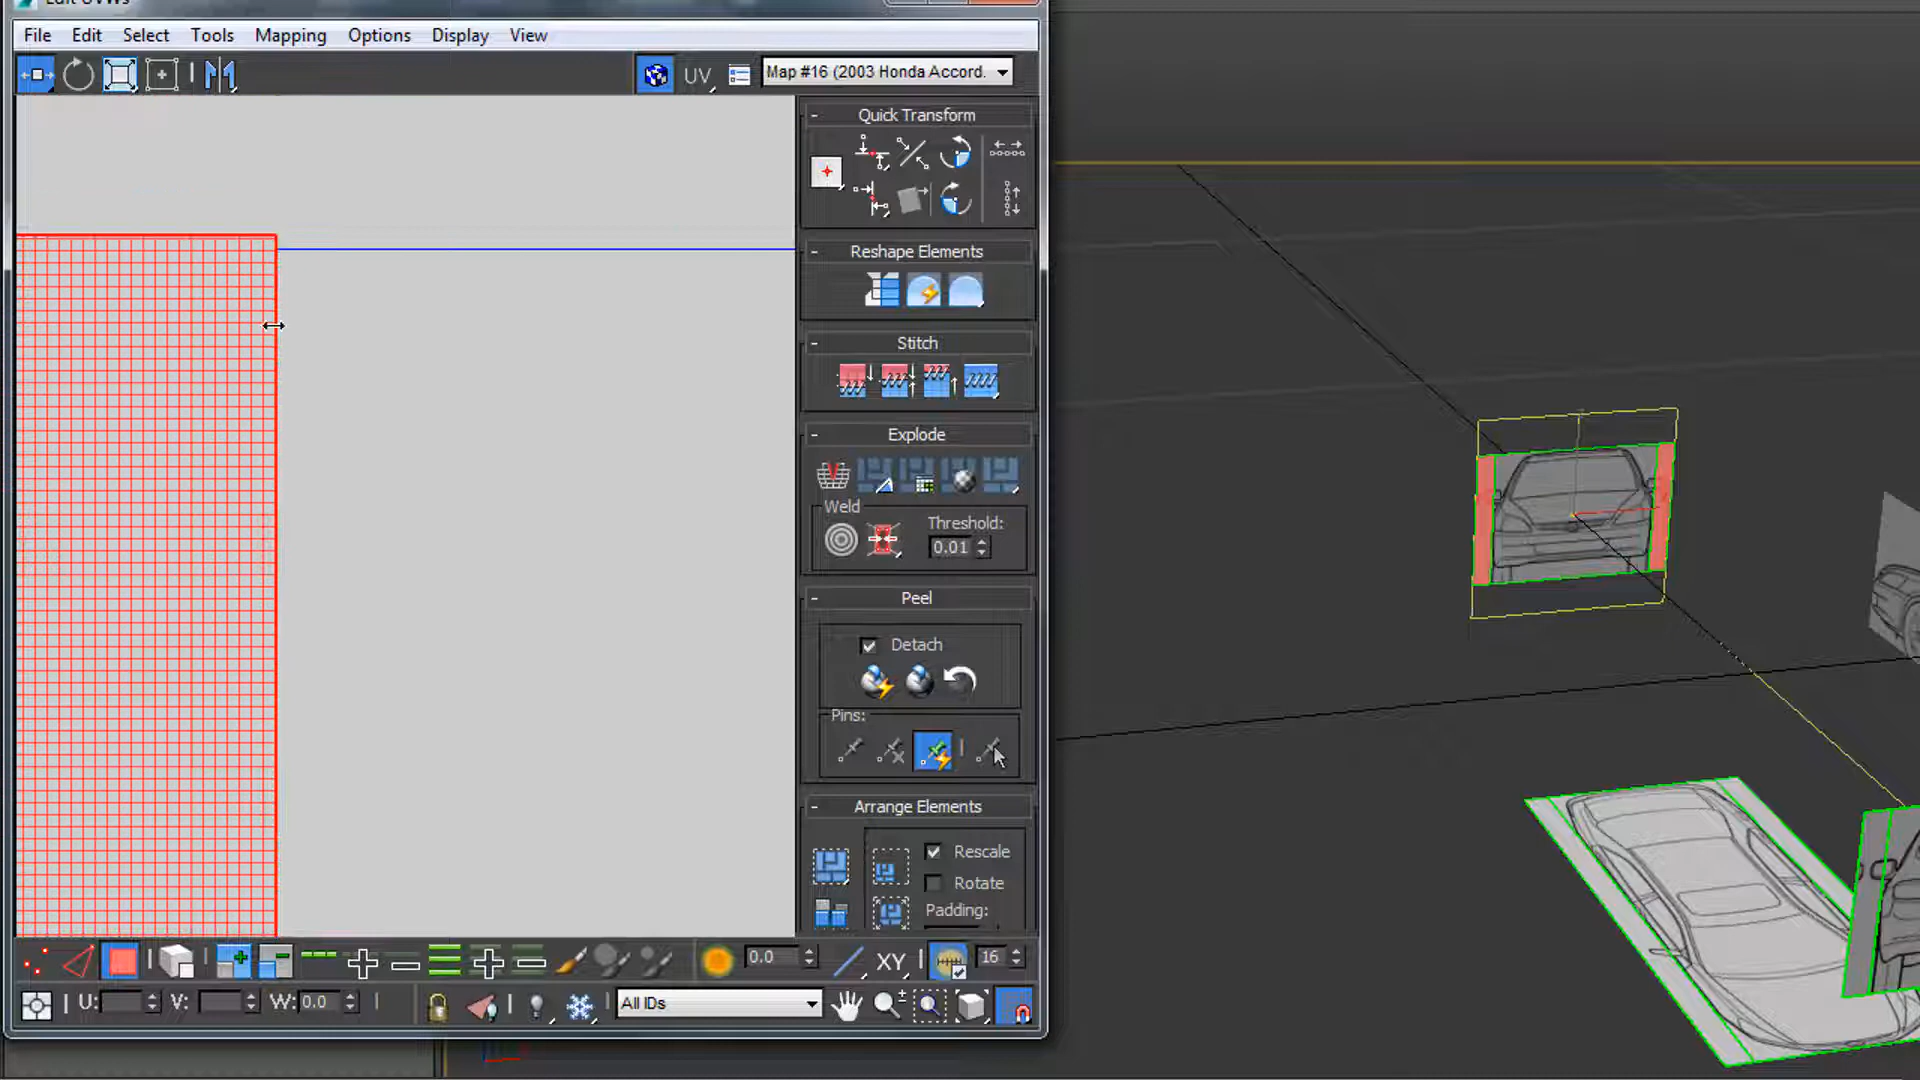 Edit UVWs
File Edit Select Tools Mapping Options Display View
UV Map #16 (2003 Honda Accord.
- Quick Transform
- Reshape Elements
- Stitch
- Explode
Weld
Threshold:
0.01
- Peel
Detach
Pins:
- Arrange Elements
Rescale
Rotate
Padding:
0.0 XY 16
U: V: W: 0.0 All IDs